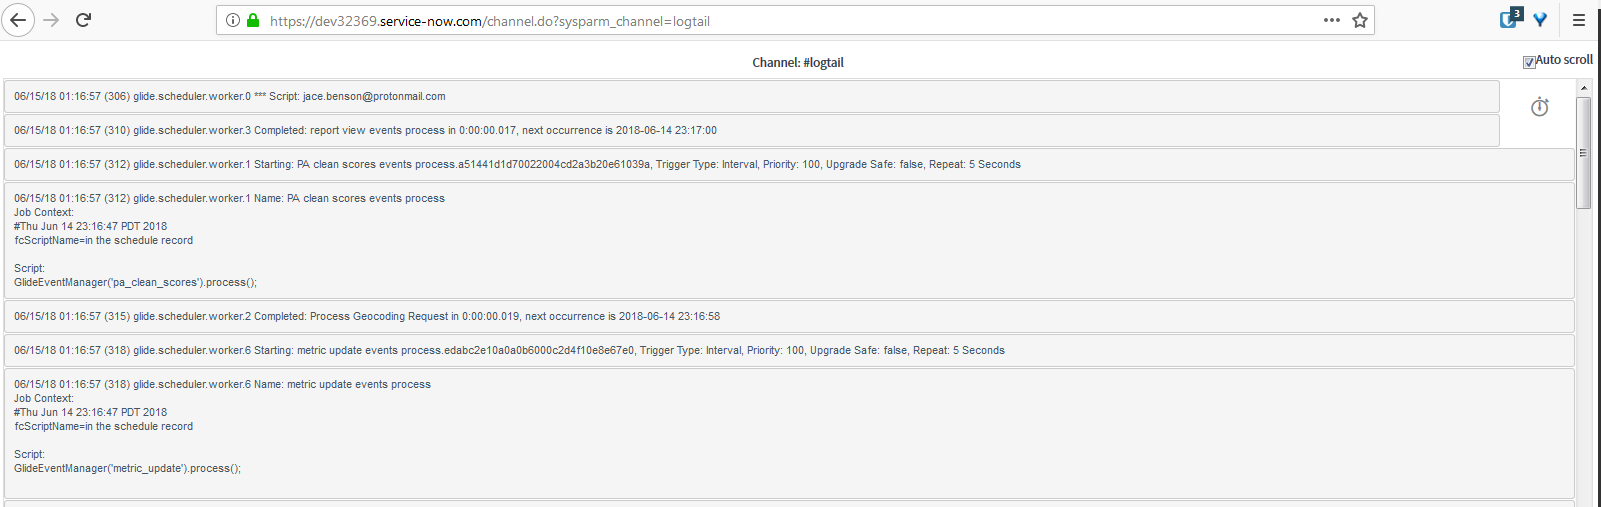 https://dev32369.service-now.com/channel.do?sysparm_channel=logtail
3
Channel: #logtail
Auto scroll
06/15/18 01:16:57 (306) glide.scheduler.worker.0 *** Script: jace.benson@protonmail.com
06/15/18 01:16:57 (310) glide.scheduler.worker.3 Completed: report view events process in 0:00:00.017, next occurrence is 2018-06-14 23:17:00
06/15/18 01:16:57 (312) glide.scheduler.worker.1 Starting: PA clean scores events process.a51441d1d70022004cd2a3b20e61039a, Trigger Type: Interval, Priority: 100, Upgrade Safe: false, Repeat: 5 Seconds
06/15/18 01:16:57 (312) glide.scheduler.worker.1 Name: PA clean scores events process
Job Context:
#Thu Jun 14 23:16:47 PDT 2018
fcScriptName=in the schedule record
Script:
GlideEventManager('pa_clean_scores').process();
06/15/18 01:16:57 (315) glide.scheduler.worker.2 Completed: Process Geocoding Request in 0:00:00.019, next occurrence is 2018-06-14 23:16:58
06/15/18 01:16:57 (318) glide.scheduler.worker.6 Starting: metric update events process.edabc2e10a0a0b6000c2d4f10e8e67e0, Trigger Type: Interval, Priority: 100, Upgrade Safe: false, Repeat: 5 Seconds
06/15/18 01:16:57 (318) glide.scheduler.worker.6 Name: metric update events process
Job Context:
#Thu Jun 14 23:16:47 PDT 2018
fcScriptName=in the schedule record
Script:
GlideEventManager('metric_update').process();